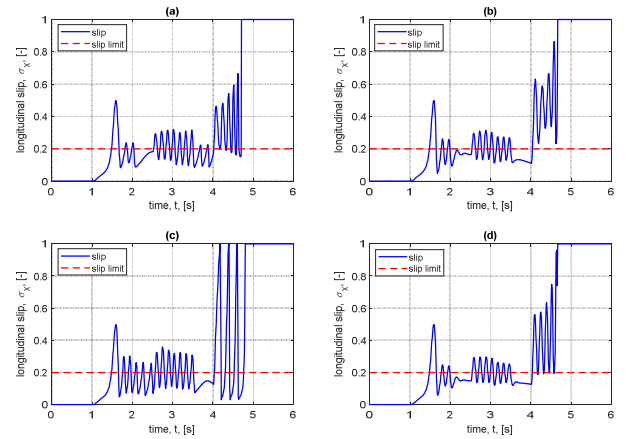 (a)
longitudinal slip, σχ, [-]
1
0.8
0.6
0.4
0.2
0
slip
slip limit
0 1 2 3 4 5 6
time, t, [s]
(b)
longitudinal slip, σχ, [-]
1
0.8
0.6
0.4
0.2
0
slip
slip limit
0 1 2 3 4 5 6
time, t, [s]
(c)
longitudinal slip, σχ, [-]
1
0.8
0.6
0.4
0.2
0
slip
slip limit
0 1 2 3 4 5 6
time, t, [s]
(d)
longitudinal slip, σχ, [-]
1
0.8
0.6
0.4
0.2
0
slip
slip limit
0 1 2 3 4 5 6
time, t, [s]